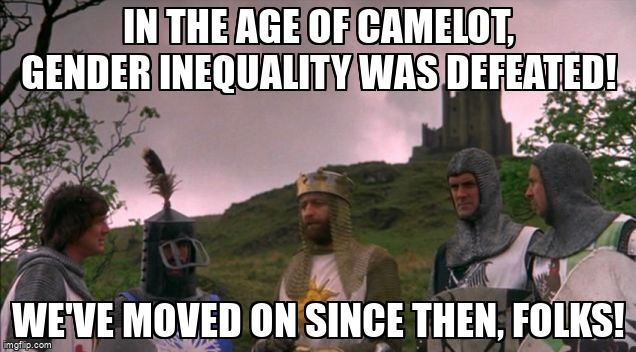 IN THE AGE OF CAMELOT,
GENDER INEQUALITY WAS DEFEATED!
WE'VE MOVED ON SINCE THEN, FOLKS!
imgflip.com